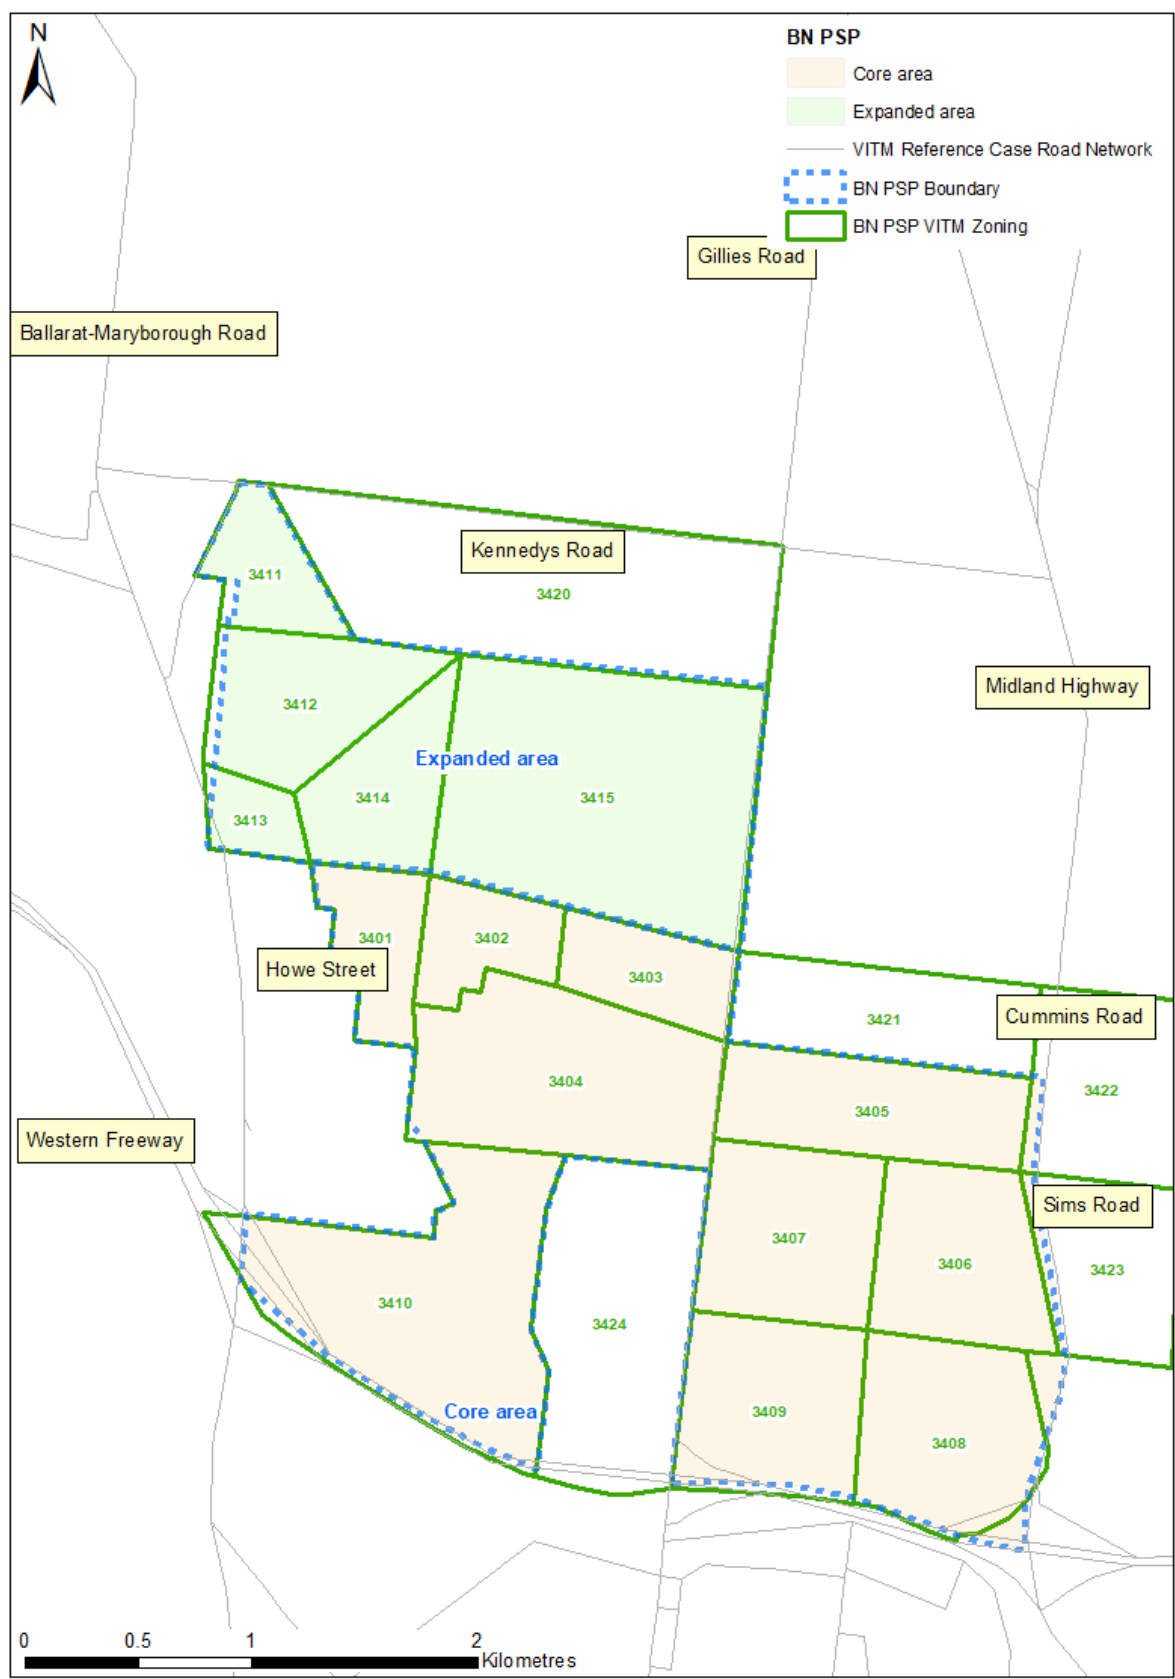 N
BN PSP
Core area
Expanded area
VITM Reference Case Road Network
BN PSP Boundary
BN PSP VITM Zoning
Gillies Road
Ballarat-Maryborough Road
Kennedys Road
3411
3420
Midland Highway
3412
Expanded area
3414
3415
3413
3401
3402
Howe Street
3403
Cummins Road
3421
3404
3422
3405
Western Freeway
Sims Road
3407
3406
3423
3410
3424
Core area
3409
3408
0 0.5 1 2
Kilometres